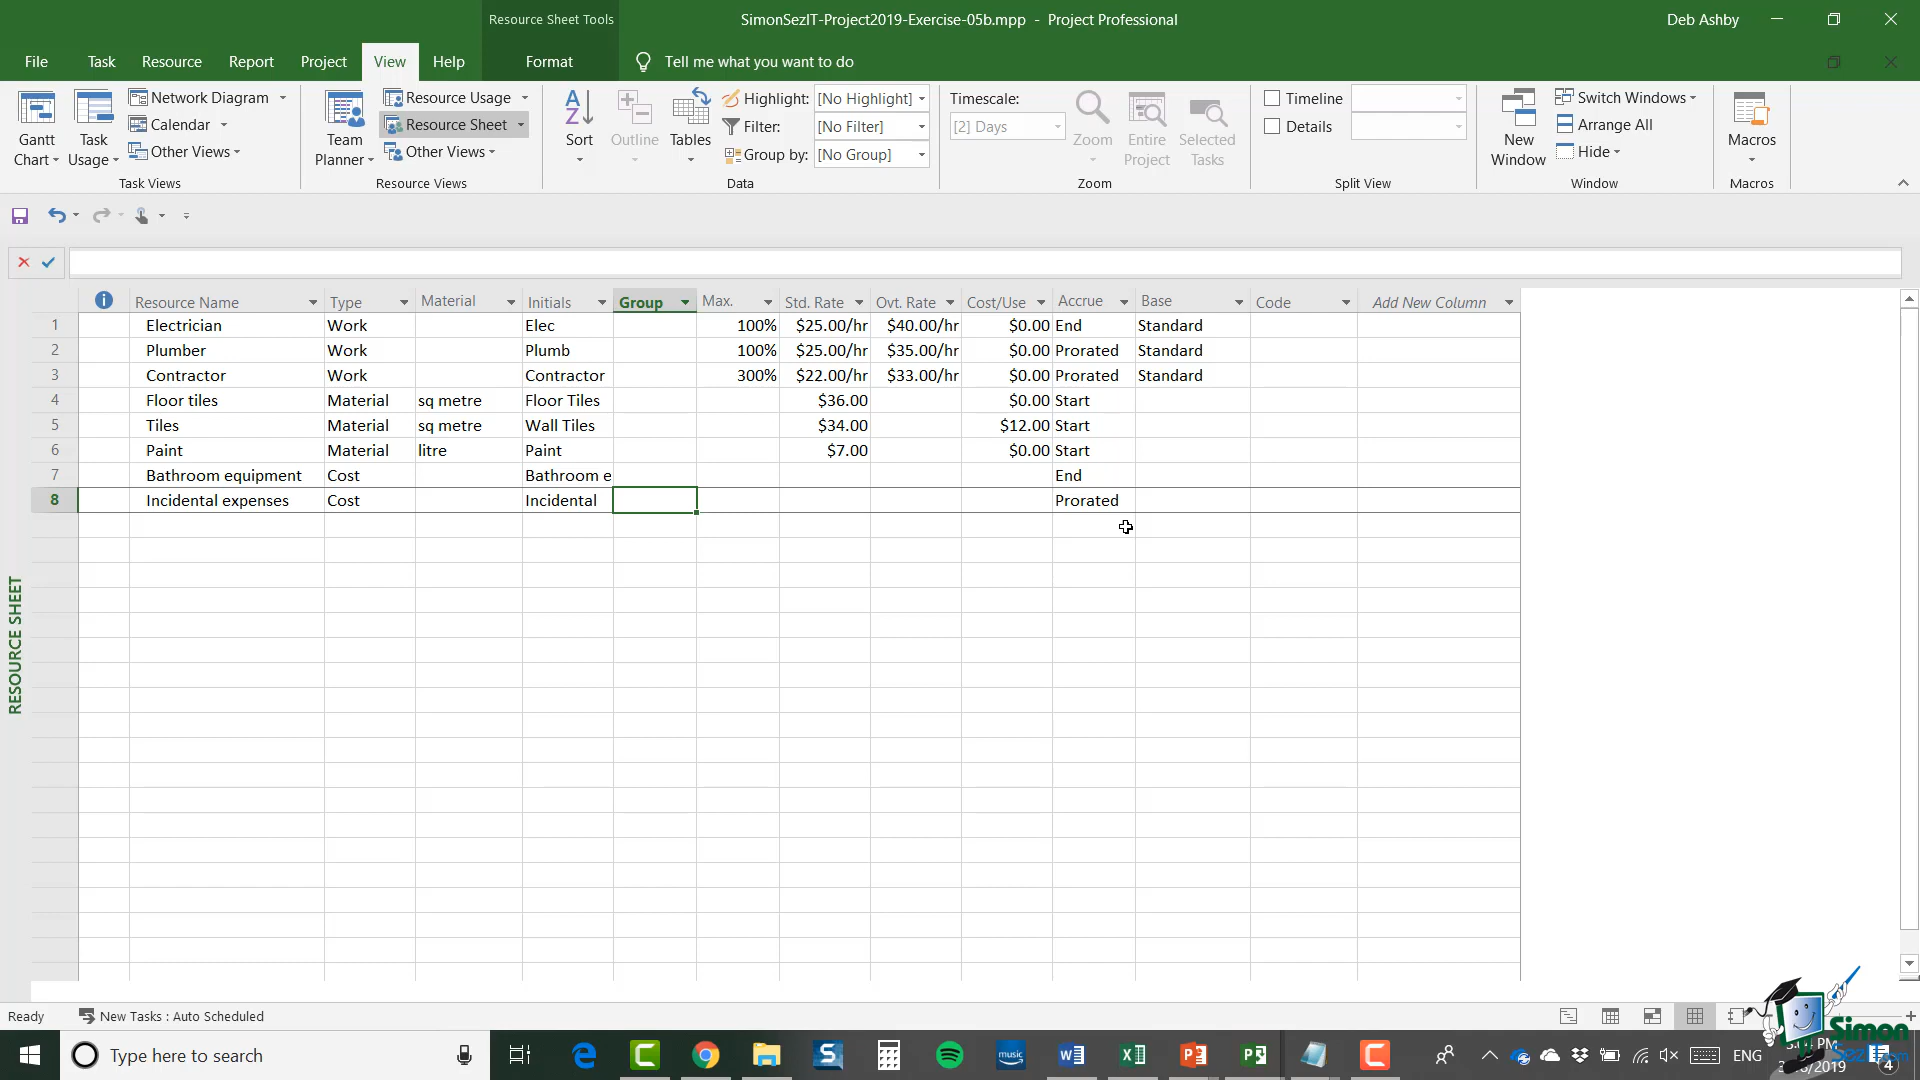 Resource Sheet Tools
SimonSezIT-Project2019-Exercise-05b.mpp - Project Professional
Deb Ashby
File Task Resource Report Project View Help Format Tell me what you want to do
Gantt Chart
Task Usage
Network Diagram
Calendar
Other Views
Task Views
Team Planner
Resource Usage
Resource Sheet
Other Views
Resource Views
Sort
Outline
Tables
Highlight: [No Highlight]
Filter: [No Filter]
Group by: [No Group]
Data
Timescale:
[2] Days
Zoom
Entire Project
Selected Tasks
Zoom
Timeline
Details
Split View
New Window
Switch Windows
Arrange All
Hide
Window
Macros
Macros
Resource Name Type Material Initials Group Max. Std. Rate Ovt. Rate Cost/Use Accrue Base Code Add New Column
1 Electrician Work Elec 100% $25.00/hr $40.00/hr $0.00 End Standard
2 Plumber Work Plumb 100% $25.00/hr $35.00/hr $0.00 Prorated Standard
3 Contractor Work Contractor 300% $22.00/hr $33.00/hr $0.00 Prorated Standard
4 Floor tiles Material sq metre Floor Tiles $36.00 $0.00 Start
5 Tiles Material sq metre Wall Tiles $34.00 $12.00 Start
6 Paint Material litre Paint $7.00 $0.00 Start
7 Bathroom equipment Cost Bathroom e End
8 Incidental expenses Cost Incidental Prorated
RESOURCE SHEET
Ready New Tasks : Auto Scheduled
Type here to search
music
ENG
PM
2019
4
Simon
SezIT